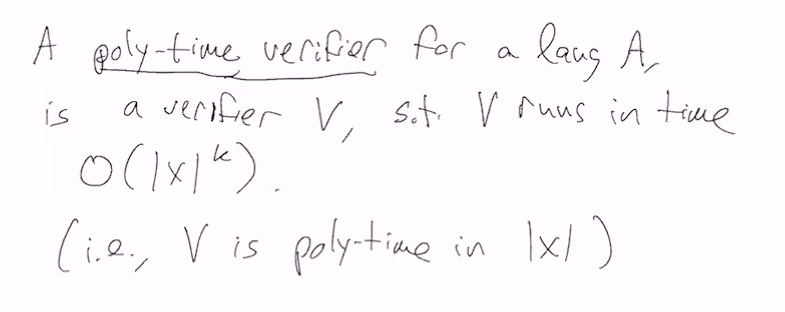 A poly-time verifier for a lang A,
is a verifier V, s.t. V runs in time
O(|x|^k).
(i.e., V is poly-time in |x|)